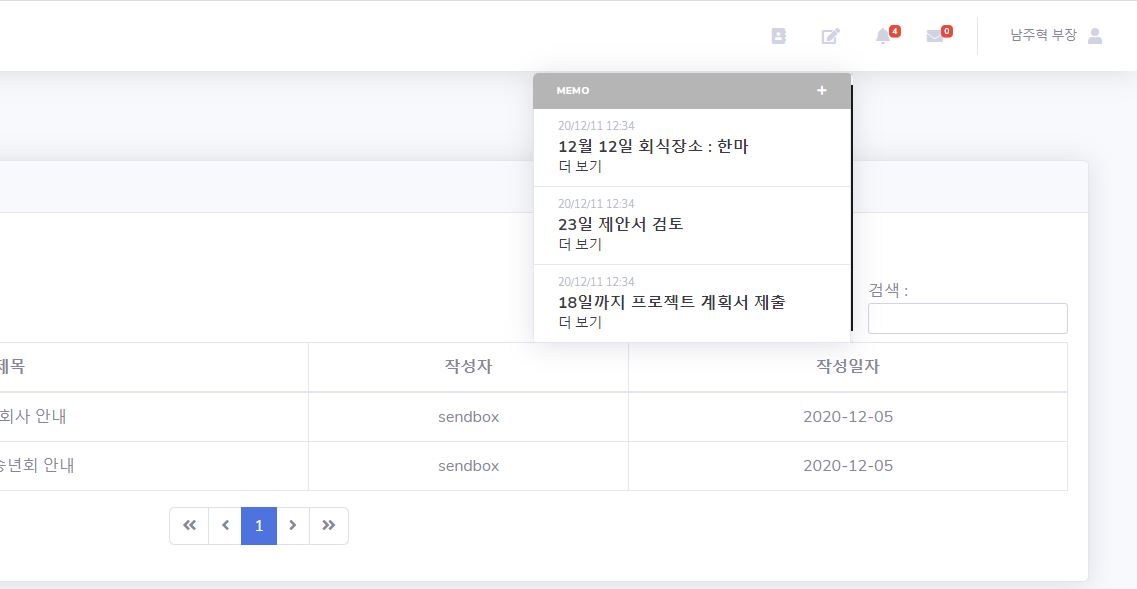 4
0
남주혁 부장
MEMO +
20/12/11 12:34
12월 12일 회식장소 : 한마
더 보기
20/12/11 12:34
23일 제안서 검토
더 보기
20/12/11 12:34
18일까지 프로젝트 계획서 제출
더 보기
검색 :
제목 작성자 작성일자
회사 안내 sendbox 2020-12-05
송년회 안내 sendbox 2020-12-05
« ‹ 1 › »